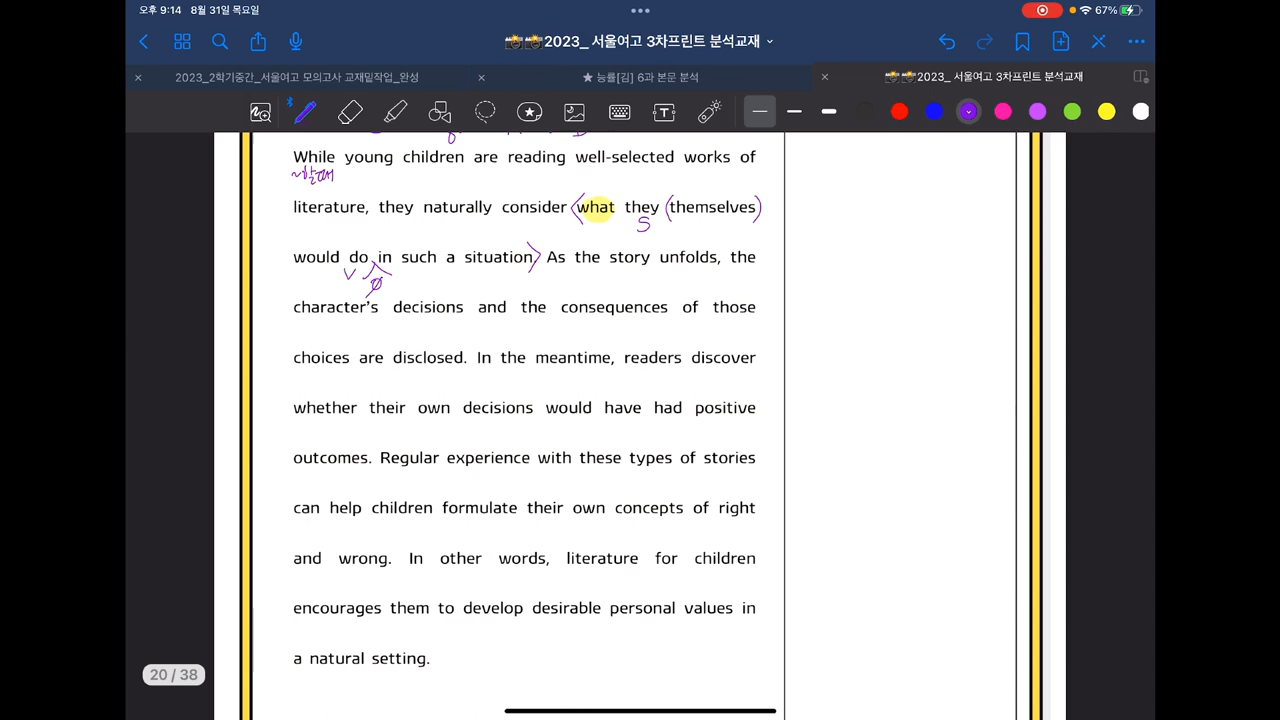 오후 9:14 8월 31일 목요일
67%
📸📸2023_ 서울여고 3차프린트 분석교재
2023_2학기중간_서울여고 모의고사 교재밑작업_완성
★ 능률[김] 6과 본문 분석
📸📸2023_ 서울여고 3차프린트 분석교재
While young children are reading well-selected works of
~할 때
literature, they naturally consider <what they (themselves)
S
would do in such a situation> As the story unfolds, the
V
character's decisions and the consequences of those
choices are disclosed. In the meantime, readers discover
whether their own decisions would have had positive
outcomes. Regular experience with these types of stories
can help children formulate their own concepts of right
and wrong. In other words, literature for children
encourages them to develop desirable personal values in
a natural setting.
20 / 38